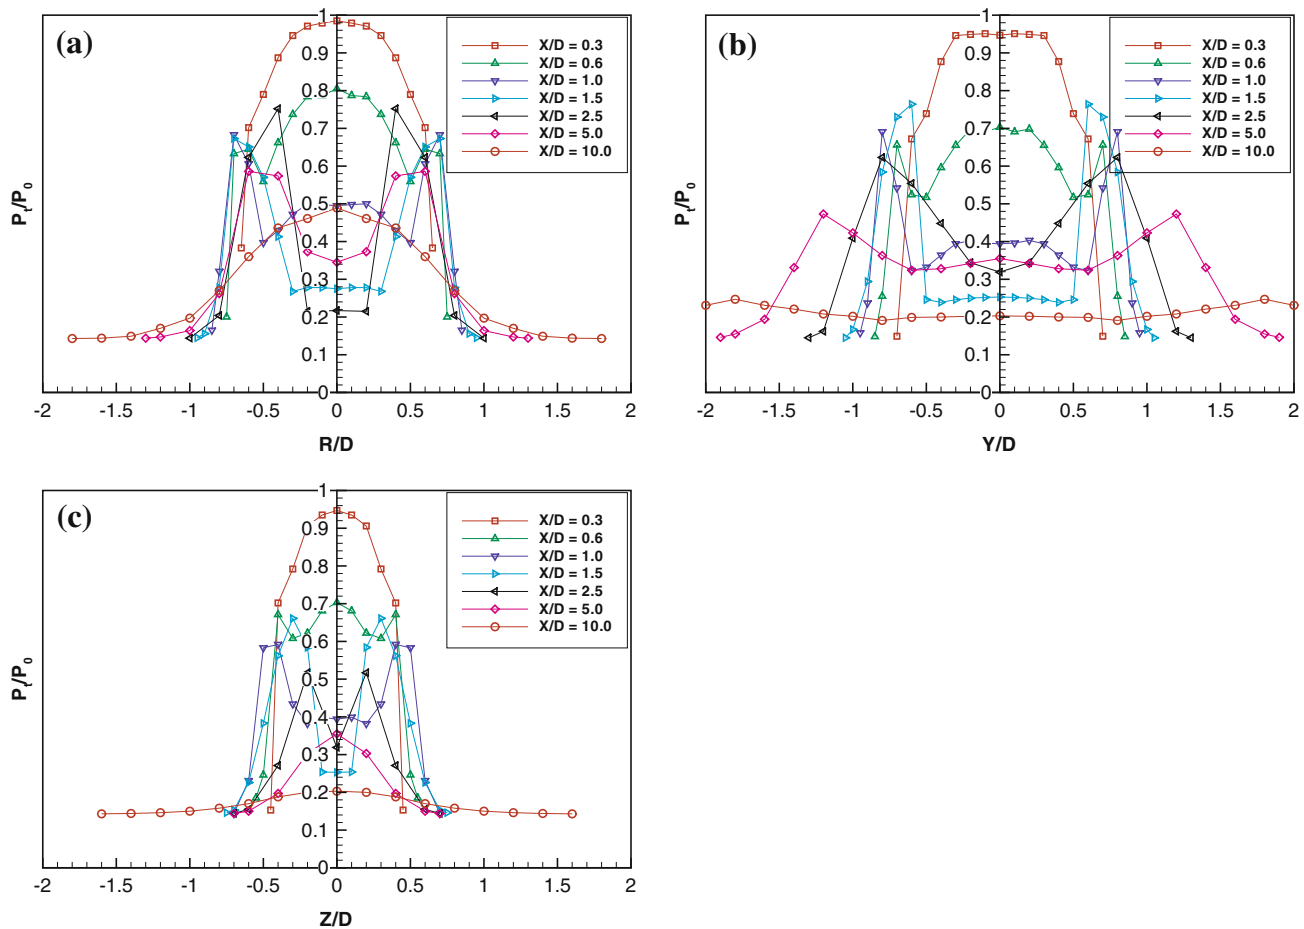 (a)
X/D = 0.3
X/D = 0.6
X/D = 1.0
X/D = 1.5
X/D = 2.5
X/D = 5.0
X/D = 10.0
Pt/P0
1
0.9
0.8
0.7
0.6
0.5
0.4
0.3
0.2
0.1
0
-2 -1.5 -1 -0.5 0 0.5 1 1.5 2
R/D
(b)
X/D = 0.3
X/D = 0.6
X/D = 1.0
X/D = 1.5
X/D = 2.5
X/D = 5.0
X/D = 10.0
Pt/P0
1
0.9
0.8
0.7
0.6
0.5
0.4
0.3
0.2
0.1
0
-2 -1.5 -1 -0.5 0 0.5 1 1.5 2
Y/D
(c)
X/D = 0.3
X/D = 0.6
X/D = 1.0
X/D = 1.5
X/D = 2.5
X/D = 5.0
X/D = 10.0
Pt/P0
1
0.9
0.8
0.7
0.6
0.5
0.4
0.3
0.2
0.1
0
-2 -1.5 -1 -0.5 0 0.5 1 1.5 2
Z/D